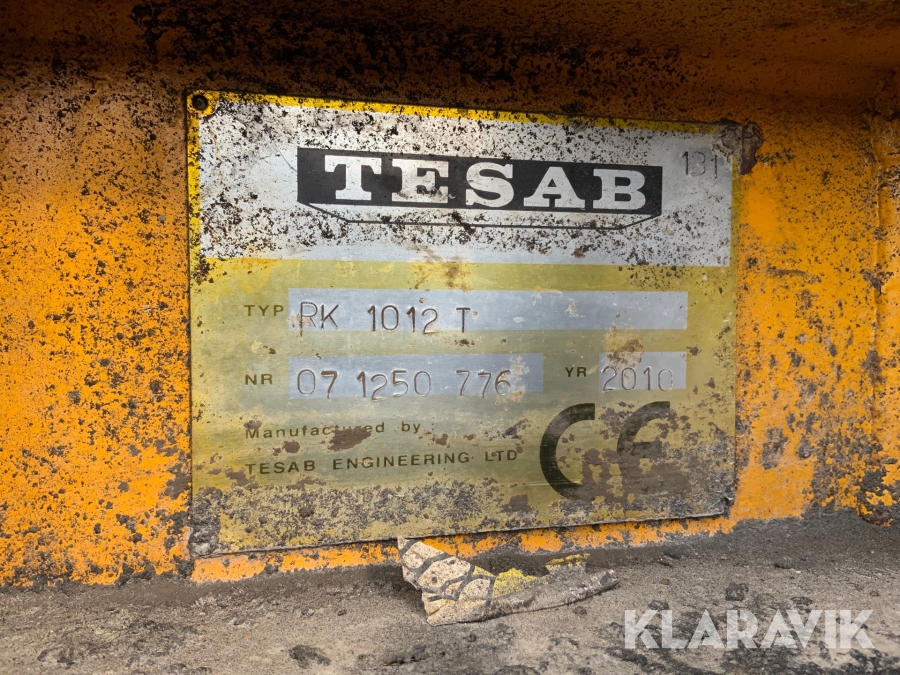 TESAB
131
TYP RK 1012 T
NR 07 1250 776 YR 2010
Manufactured by :
TESAB ENGINEERING LTD
CE
KLARAVIK